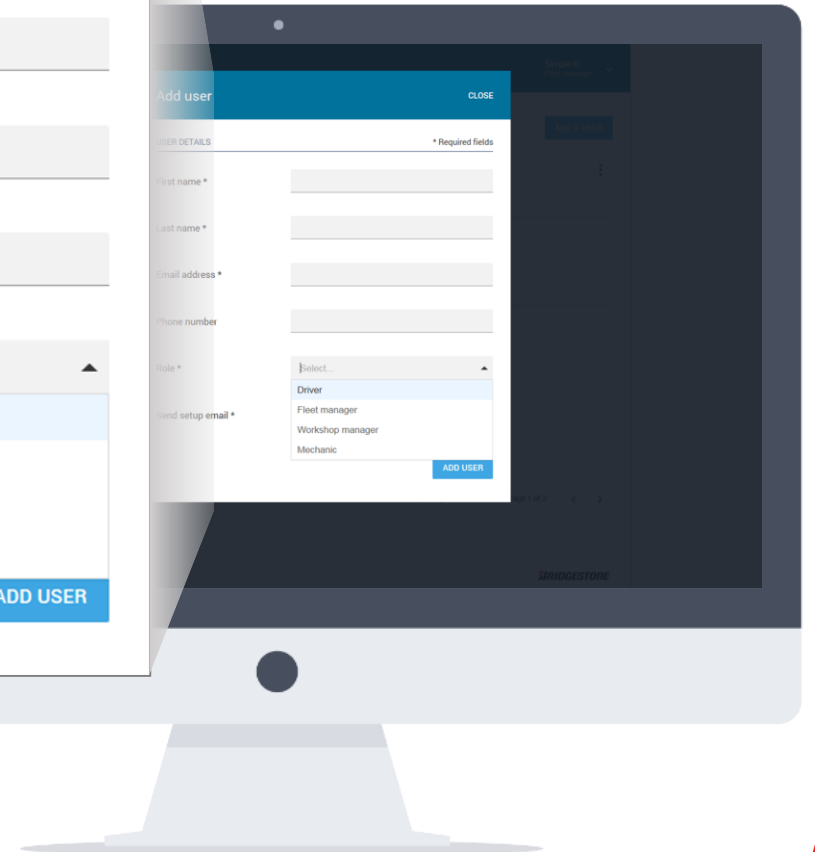 Add user
CLOSE
USER DETAILS
* Required fields
First name *
Last name *
Email address *
Phone number
Role *
Select...
Driver
Fleet manager
Workshop manager
Mechanic
Send setup email *
ADD USER
ADD USER
BRIDGESTONE